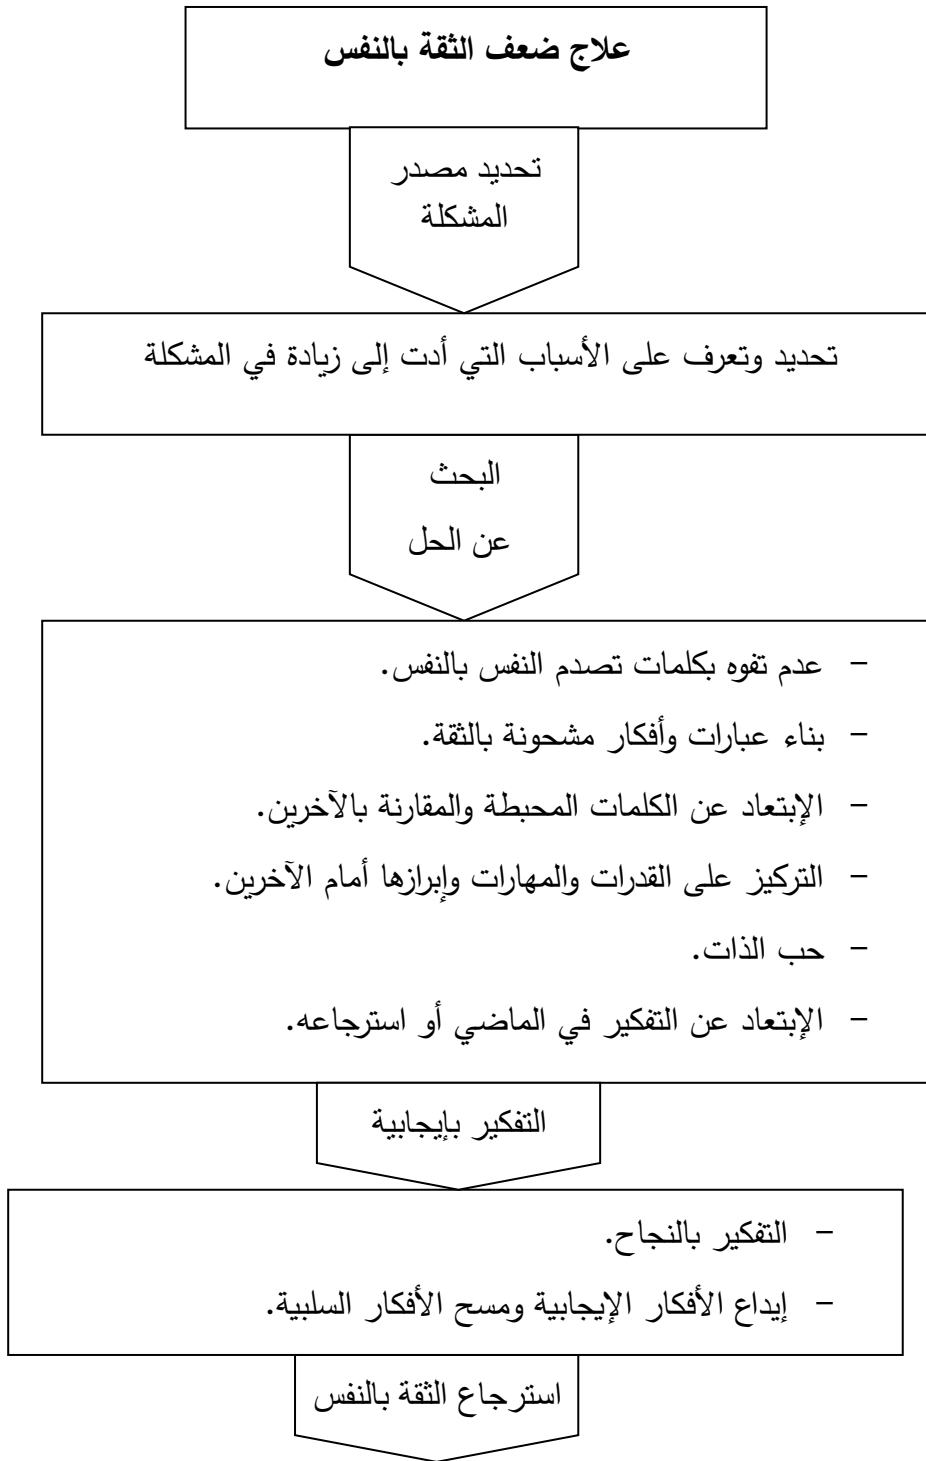 علاج ضعف الثقة بالنفس
تحديد مصدر
المشكلة
تحديد وتعرف على الأسباب التي أدت إلى زيادة في المشكلة
البحث
عن الحل
- عدم تفوه بكلمات تصدم النفس بالنفس.
- بناء عبارات وأفكار مشحونة بالثقة.
- الإبتعاد عن الكلمات المحبطة والمقارنة بالآخرين.
- التركيز على القدرات والمهارات وإبرازها أمام الآخرين.
- حب الذات.
- الإبتعاد عن التفكير في الماضي أو استرجاعه.
التفكير بإيجابية
- التفكير بالنجاح.
- إيداع الأفكار الإيجابية ومسح الأفكار السلبية.
استرجاع الثقة بالنفس